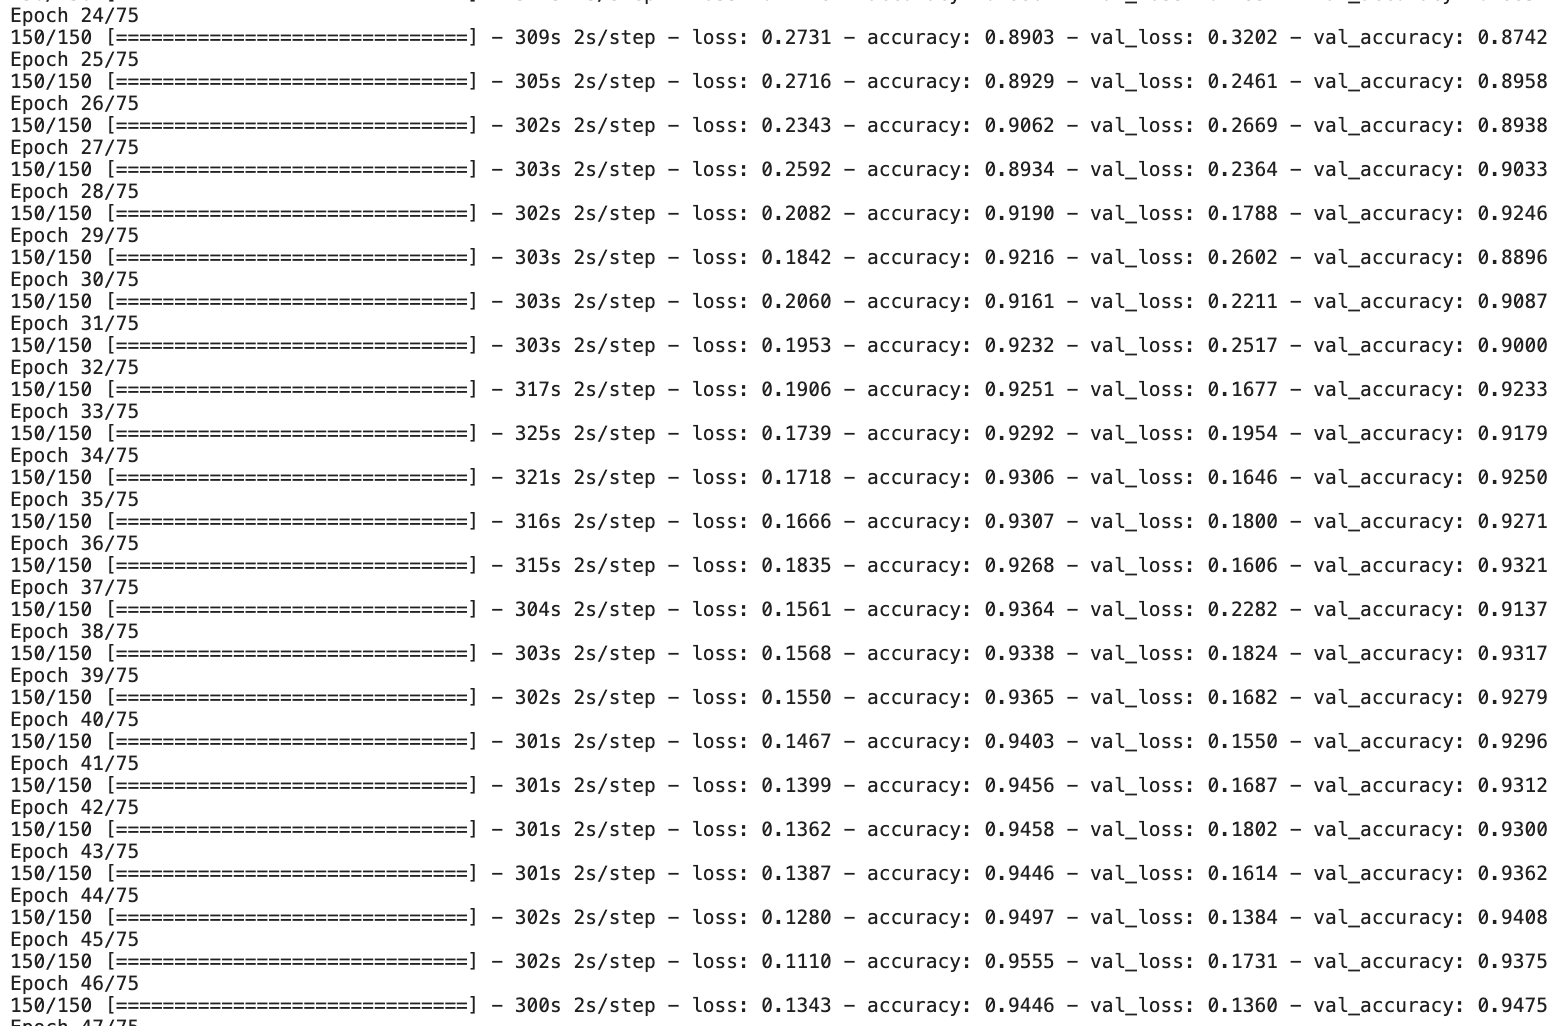 Epoch 24/75
150/150 [==============================] - 309s 2s/step - loss: 0.2731 - accuracy: 0.8903 - val_loss: 0.3202 - val_accuracy: 0.8742
Epoch 25/75
150/150 [==============================] - 305s 2s/step - loss: 0.2716 - accuracy: 0.8929 - val_loss: 0.2461 - val_accuracy: 0.8958
Epoch 26/75
150/150 [==============================] - 302s 2s/step - loss: 0.2343 - accuracy: 0.9062 - val_loss: 0.2669 - val_accuracy: 0.8938
Epoch 27/75
150/150 [==============================] - 303s 2s/step - loss: 0.2592 - accuracy: 0.8934 - val_loss: 0.2364 - val_accuracy: 0.9033
Epoch 28/75
150/150 [==============================] - 302s 2s/step - loss: 0.2082 - accuracy: 0.9190 - val_loss: 0.1788 - val_accuracy: 0.9246
Epoch 29/75
150/150 [==============================] - 303s 2s/step - loss: 0.1842 - accuracy: 0.9216 - val_loss: 0.2602 - val_accuracy: 0.8896
Epoch 30/75
150/150 [==============================] - 303s 2s/step - loss: 0.2060 - accuracy: 0.9161 - val_loss: 0.2211 - val_accuracy: 0.9087
Epoch 31/75
150/150 [==============================] - 303s 2s/step - loss: 0.1953 - accuracy: 0.9232 - val_loss: 0.2517 - val_accuracy: 0.9000
Epoch 32/75
150/150 [==============================] - 317s 2s/step - loss: 0.1906 - accuracy: 0.9251 - val_loss: 0.1677 - val_accuracy: 0.9233
Epoch 33/75
150/150 [==============================] - 325s 2s/step - loss: 0.1739 - accuracy: 0.9292 - val_loss: 0.1954 - val_accuracy: 0.9179
Epoch 34/75
150/150 [==============================] - 321s 2s/step - loss: 0.1718 - accuracy: 0.9306 - val_loss: 0.1646 - val_accuracy: 0.9250
Epoch 35/75
150/150 [==============================] - 316s 2s/step - loss: 0.1666 - accuracy: 0.9307 - val_loss: 0.1800 - val_accuracy: 0.9271
Epoch 36/75
150/150 [==============================] - 315s 2s/step - loss: 0.1835 - accuracy: 0.9268 - val_loss: 0.1606 - val_accuracy: 0.9321
Epoch 37/75
150/150 [==============================] - 304s 2s/step - loss: 0.1561 - accuracy: 0.9364 - val_loss: 0.2282 - val_accuracy: 0.9137
Epoch 38/75
150/150 [==============================] - 303s 2s/step - loss: 0.1568 - accuracy: 0.9338 - val_loss: 0.1824 - val_accuracy: 0.9317
Epoch 39/75
150/150 [==============================] - 302s 2s/step - loss: 0.1550 - accuracy: 0.9365 - val_loss: 0.1682 - val_accuracy: 0.9279
Epoch 40/75
150/150 [==============================] - 301s 2s/step - loss: 0.1467 - accuracy: 0.9403 - val_loss: 0.1550 - val_accuracy: 0.9296
Epoch 41/75
150/150 [==============================] - 301s 2s/step - loss: 0.1399 - accuracy: 0.9456 - val_loss: 0.1687 - val_accuracy: 0.9312
Epoch 42/75
150/150 [==============================] - 301s 2s/step - loss: 0.1362 - accuracy: 0.9458 - val_loss: 0.1802 - val_accuracy: 0.9300
Epoch 43/75
150/150 [==============================] - 301s 2s/step - loss: 0.1387 - accuracy: 0.9446 - val_loss: 0.1614 - val_accuracy: 0.9362
Epoch 44/75
150/150 [==============================] - 302s 2s/step - loss: 0.1280 - accuracy: 0.9497 - val_loss: 0.1384 - val_accuracy: 0.9408
Epoch 45/75
150/150 [==============================] - 302s 2s/step - loss: 0.1110 - accuracy: 0.9555 - val_loss: 0.1731 - val_accuracy: 0.9375
Epoch 46/75
150/150 [==============================] - 300s 2s/step - loss: 0.1343 - accuracy: 0.9446 - val_loss: 0.1360 - val_accuracy: 0.9475
Epoch 47/75